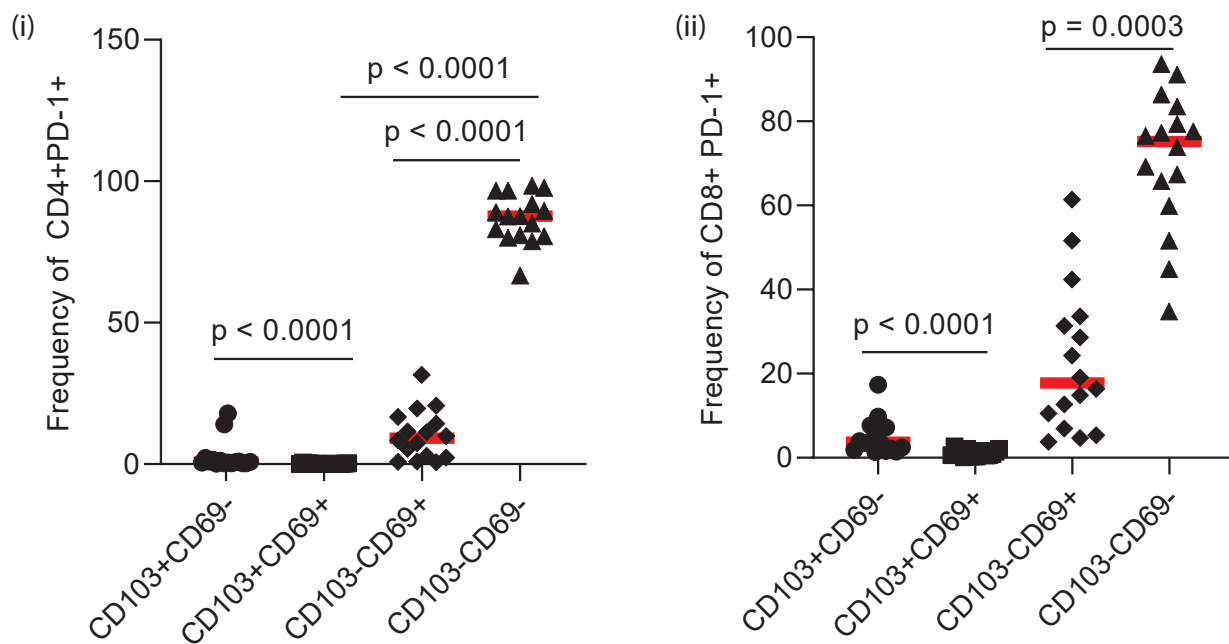 (i)
Frequency of CD4+PD-1+
150
100
50
0
p < 0.0001
p < 0.0001
p < 0.0001
CD103+CD69-
CD103+CD69+
CD103-CD69+
CD103-CD69-
(ii)
Frequency of CD8+ PD-1+
100
80
60
40
20
0
p = 0.0003
p < 0.0001
CD103+CD69-
CD103+CD69+
CD103-CD69+
CD103-CD69-